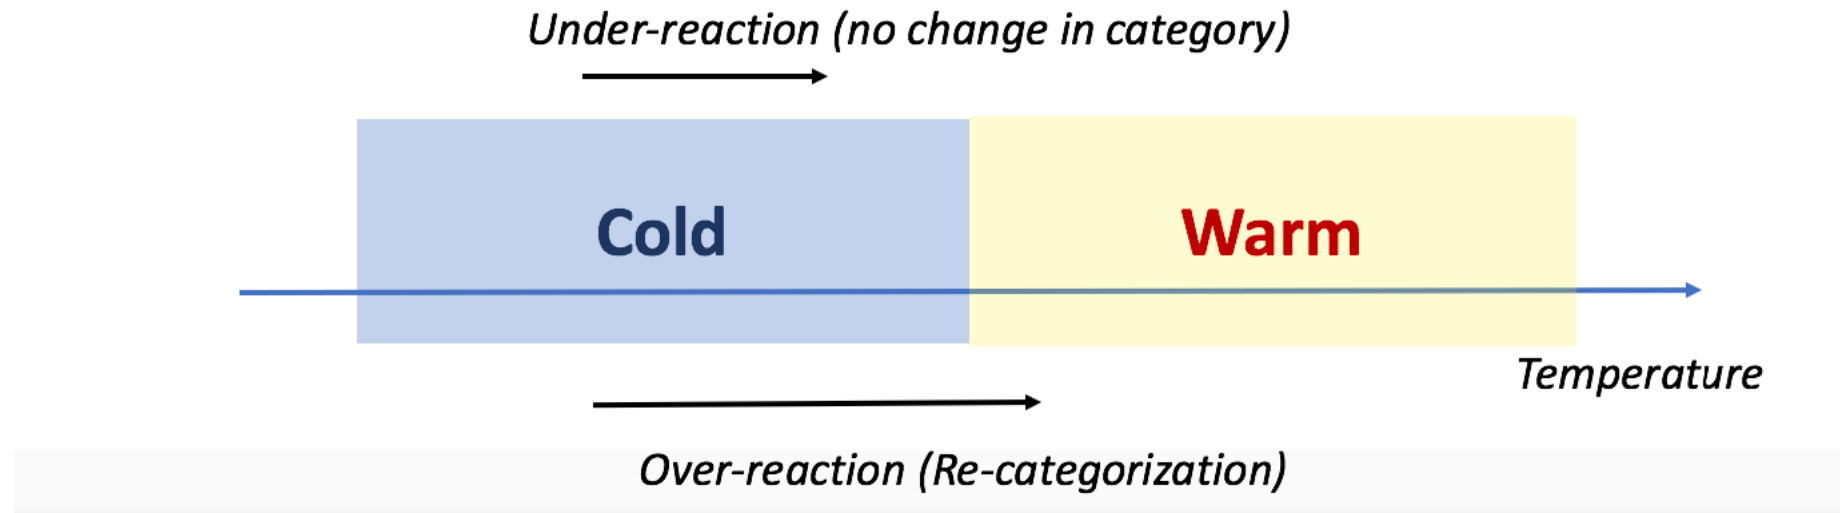 Under-reaction (no change in category)
Cold
Warm
Temperature
Over-reaction (Re-categorization)